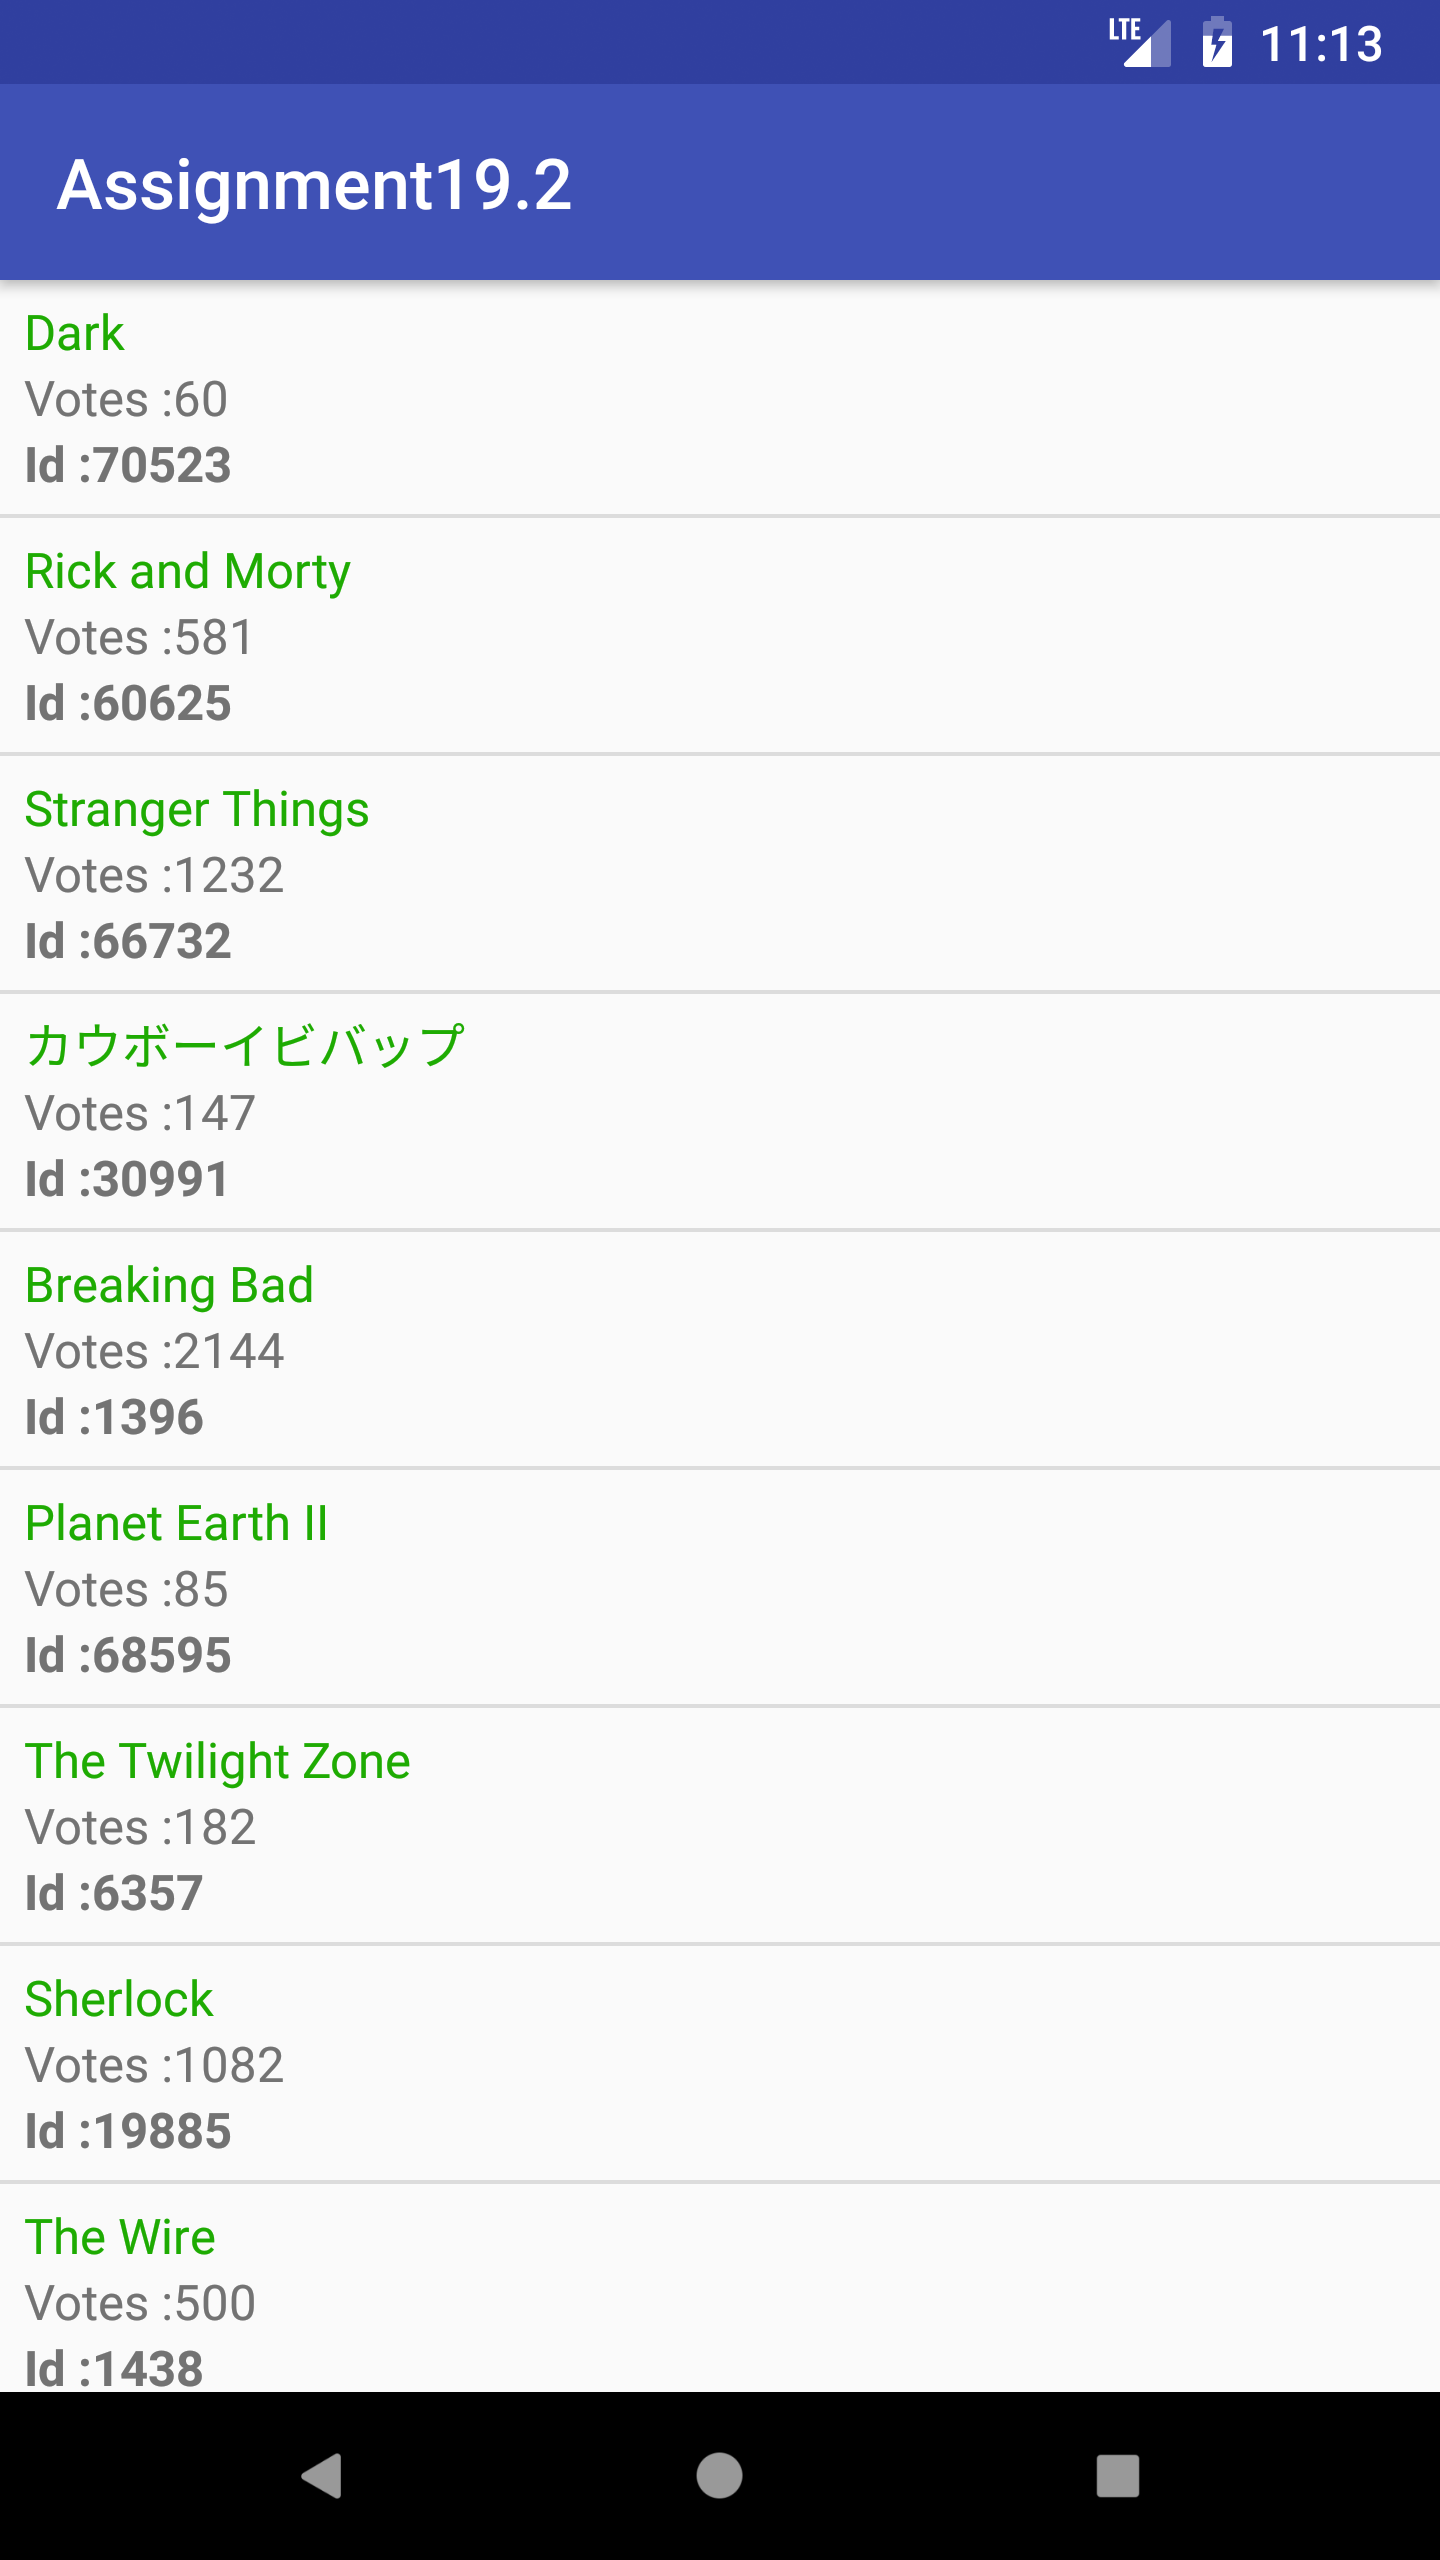 LTE 11:13
Assignment19.2
Dark
Votes :60
Id :70523
Rick and Morty
Votes :581
Id :60625
Stranger Things
Votes :1232
Id :66732
カウボーイビバップ
Votes :147
Id :30991
Breaking Bad
Votes :2144
Id :1396
Planet Earth II
Votes :85
Id :68595
The Twilight Zone
Votes :182
Id :6357
Sherlock
Votes :1082
Id :19885
The Wire
Votes :500
Id :1438